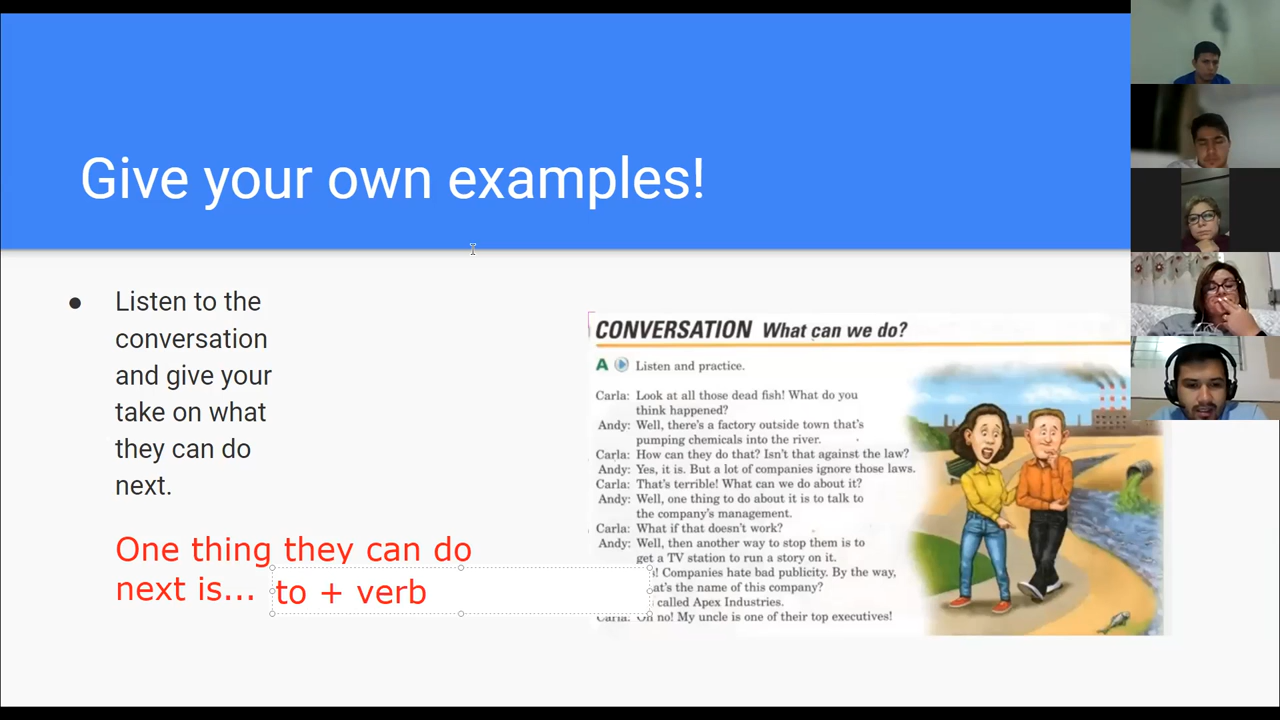 Give your own examples!
● Listen to the
conversation
and give your
take on what
they can do
next.
One thing they can do
next is... to + verb
CONVERSATION What can we do?
A Listen and practice.
Carla: Look at all those dead fish! What do you
think happened?
Andy: Well, there's a factory outside town that's
pumping chemicals into the river.
Carla: How can they do that? Isn't that against the law?
Andy: Yes, it is. But a lot of companies ignore those laws.
Carla: That's terrible! What can we do about it?
Andy: Well, one thing to do about it is to talk to
the company's management.
Carla: What if that doesn't work?
Andy: Well, then another way to stop them is to
get a TV station to run a story on it.
! Companies hate bad publicity. By the way,
the name of this company?
called Apex Industries.
Carla: Oh no! My uncle is one of their top executives!